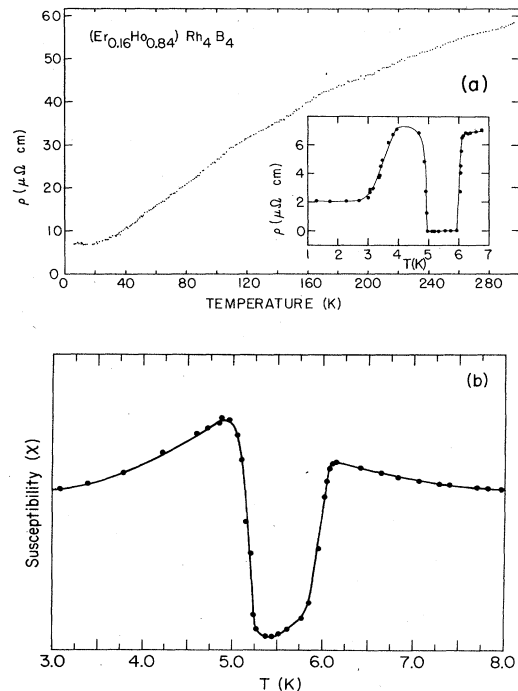 60
(Er0.16Ho0.84) Rh4 B4
50
(a)
40
30
20
10
0
ρ (μΩ cm)
6
4
2
0
ρ (μΩ cm)
1 2 3 4 5 6 7
T(K)
0 40 80 120 160 200 240 280
TEMPERATURE (K)
(b)
Susceptibility (χ)
3.0 4.0 5.0 6.0 7.0 8.0
T (K)